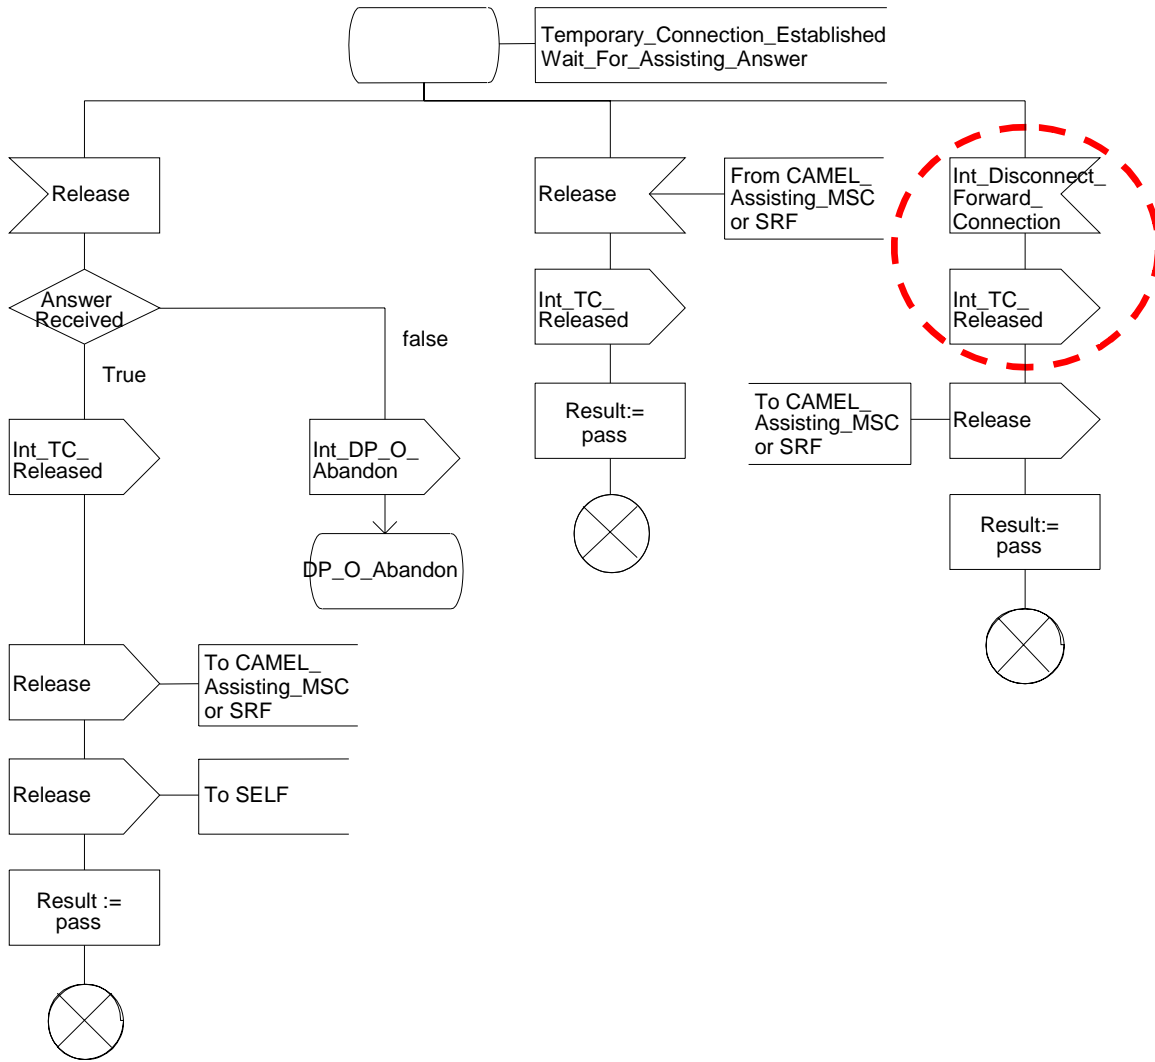 Temporary_Connection_Established
Wait_For_Assisting_Answer
Release
Release
From CAMEL_
Assisting_MSC
or SRF
Int_Disconnect_
Forward_
Connection
Answer
Received
false
True
Int_TC_
Released
Int_TC_
Released
Int_TC_
Released
Int_DP_O_
Abandon
Result:=
pass
To CAMEL_
Assisting_MSC
or SRF
Release
DP_O_Abandon
Result:=
pass
Release
To CAMEL_
Assisting_MSC
or SRF
Release
To SELF
Result :=
pass